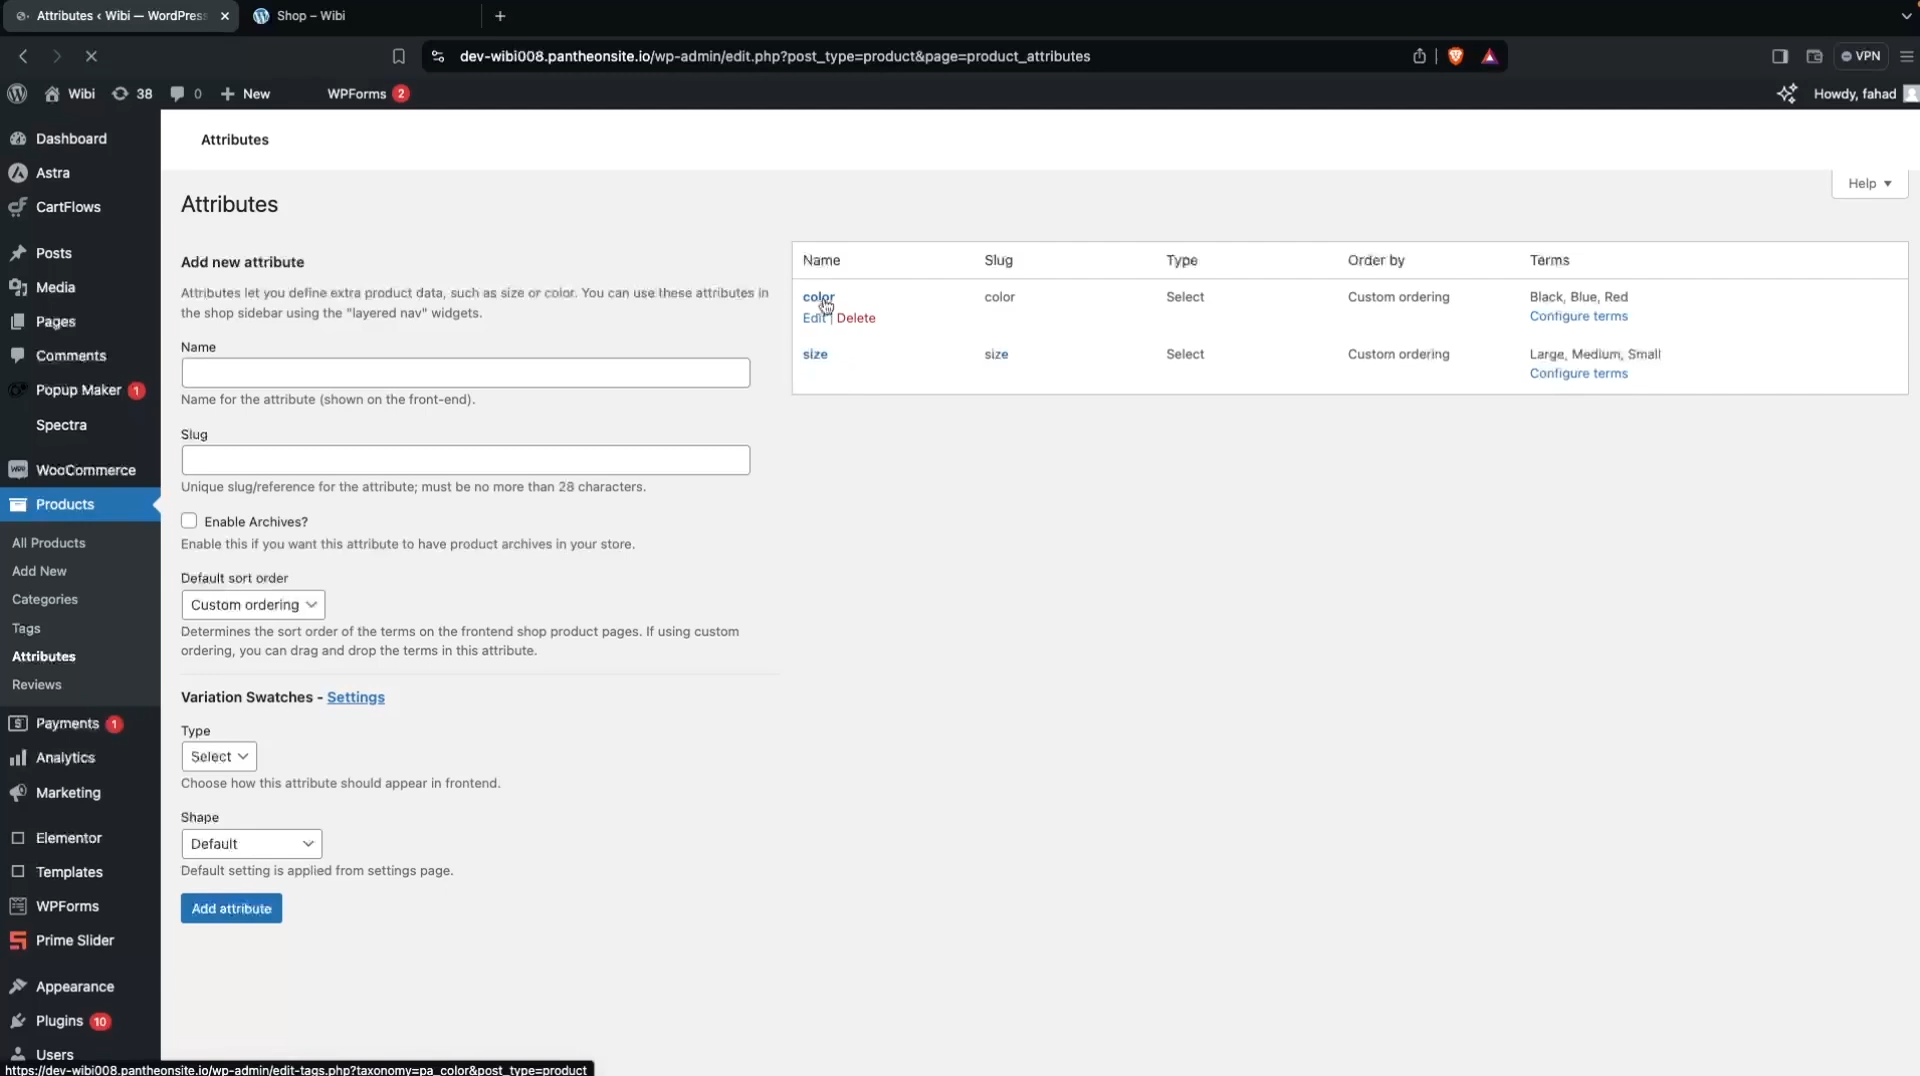 Attributes ‹ Wibi — WordPress
Shop – Wibi
dev-wibi008.pantheonsite.io/wp-admin/edit.php?post_type=product&page=product_attributes
VPN
Wibi
38
0
New
WPForms 2
Howdy, fahad
Dashboard
Astra
CartFlows
Posts
Media
Pages
Comments
Popup Maker 1
Spectra
WooCommerce
Products
All Products
Add New
Categories
Tags
Attributes
Reviews
Payments 1
Analytics
Marketing
Elementor
Templates
WPForms
Prime Slider
Appearance
Plugins 10
Users
Attributes
Help
Attributes
Add new attribute
Attributes let you define extra product data, such as size or color. You can use these attributes in
the shop sidebar using the "layered nav" widgets.
Name
Name for the attribute (shown on the front-end).
Slug
Unique slug/reference for the attribute; must be no more than 28 characters.
Enable Archives?
Enable this if you want this attribute to have product archives in your store.
Default sort order
Custom ordering
Determines the sort order of the terms on the frontend shop product pages. If using custom
ordering, you can drag and drop the terms in this attribute.
Variation Swatches - Settings
Type
Select
Choose how this attribute should appear in frontend.
Shape
Default
Default setting is applied from settings page.
Add attribute
Name Slug Type Order by Terms
color color Select Custom ordering Black, Blue, Red
Edit | Delete Configure terms
size size Select Custom ordering Large, Medium, Small
Configure terms
https://dev-wibi008.pantheonsite.io/wp-admin/edit-tags.php?taxonomy=pa_color&post_type=product